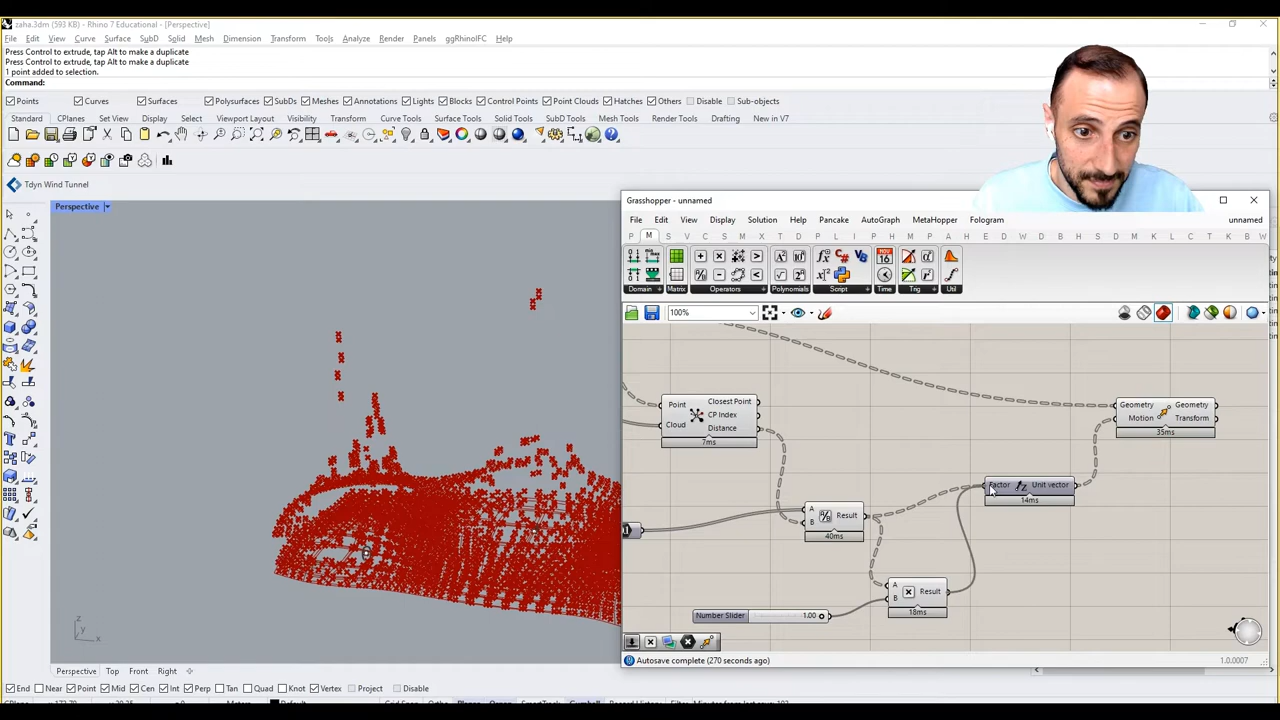 zaha.3dm (593 KB) - Rhino 7 Educational - [Perspective]
File Edit View Curve Surface SubD Solid Mesh Dimension Transform Tools Analyze Render Panels ggRhinoIFC Help
Press Control to extrude, tap Alt to make a duplicate
Press Control to extrude, tap Alt to make a duplicate
1 point added to selection.
Command:
Points Curves Surfaces Polysurfaces SubDs Meshes Annotations Lights Blocks Control Points Point Clouds Hatches Others Disable Sub-objects
Standard CPlanes Set View Display Select Viewport Layout Visibility Transform Curve Tools Surface Tools Solid Tools SubD Tools Mesh Tools Render Tools Drafting New in V7
Tdyn Wind Tunnel
Perspective
Grasshopper - unnamed
File Edit View Display Solution Help Pancake AutoGraph MetaHopper Fologram unnamed
P M S V C S M X T D R K L B F P L H A H E D W D A M K L C T G W
Domain Matrix Operators Polynomials Script Time Trig Util
100%
Closest Point
Point CP Index
Cloud Distance
7ms
Geometry Geometry
Motion Transform
35ms
Factor Unit vector
14ms
A Result
B
40ms
A Result
B
18ms
Number Slider 1.00
Autosave complete (270 seconds ago) 1.0.0007
z
y
x
Perspective Top Front Right
End Near Point Mid Cen Int Perp Tan Quad Knot Vertex Project Disable